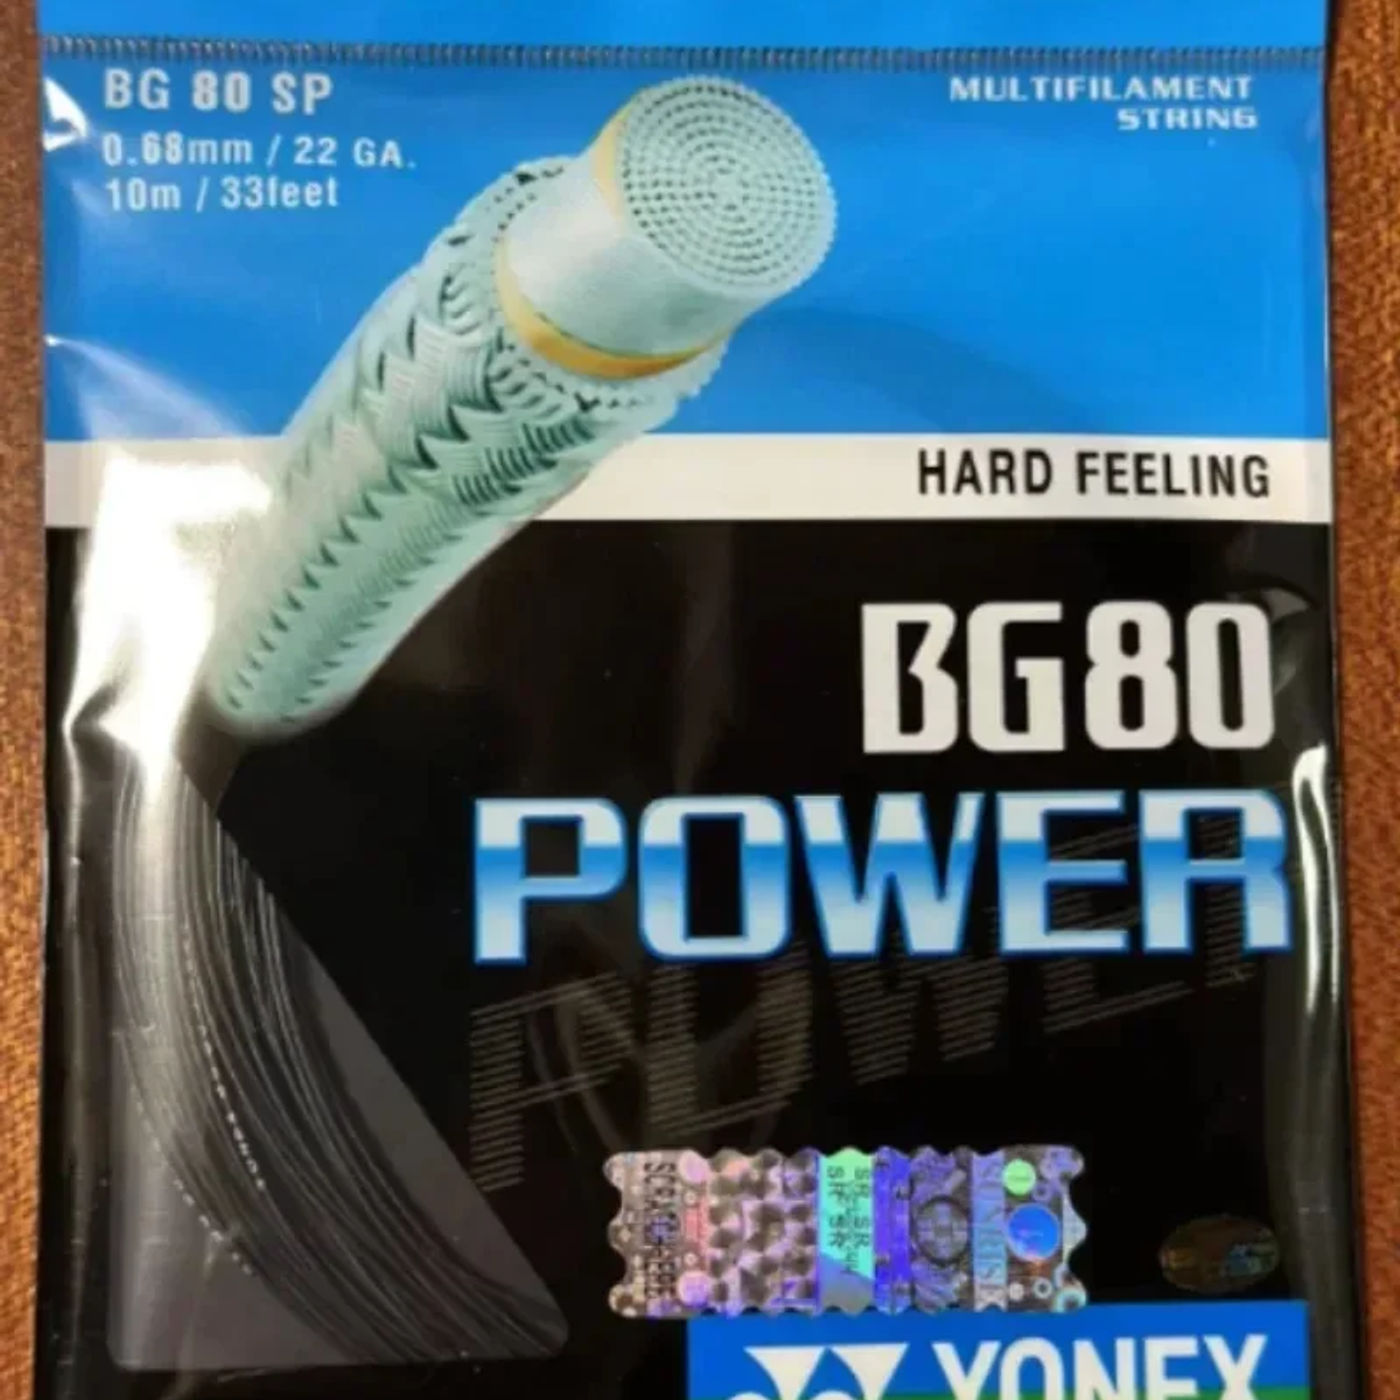 BG 80 SP
0.68mm / 22 GA.
10m / 33feet
MULTIFILAMENT
STRING
HARD FEELING
BG80
POWER
YONEX